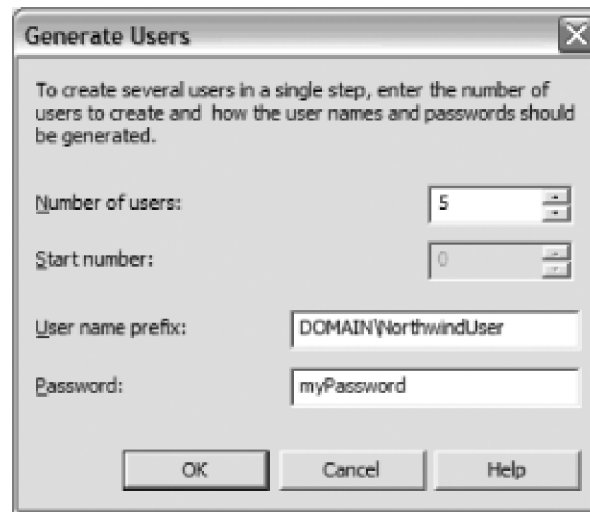 Generate Users
To create several users in a single step, enter the number of
users to create and how the user names and passwords should
be generated.
Number of users: 5
Start number: 0
User name prefix: DOMAIN\NorthwindUser
Password: myPassword
OK Cancel Help